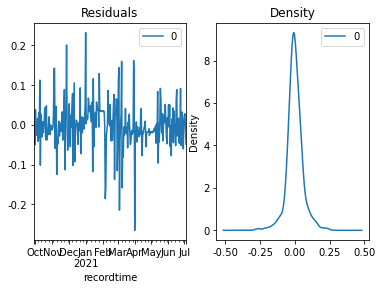 Residuals
0
0.2
0.1
0.0
-0.1
-0.2
Oct Nov Dec Jan Feb Mar Apr May Jun Jul
2021
recordtime
Density
0
Density
8
6
4
2
0
-0.50 -0.25 0.00 0.25 0.50